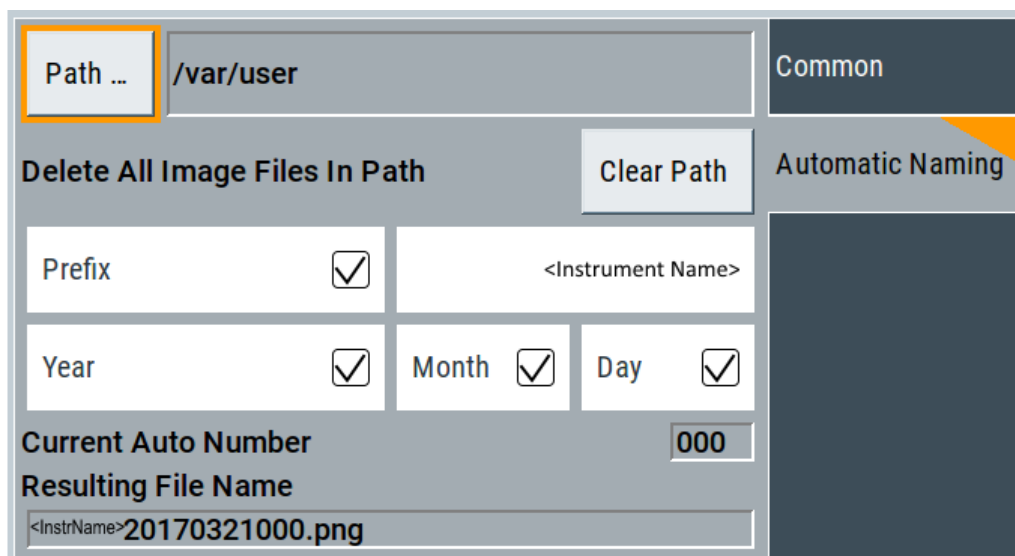 Path ...
/var/user
Common
Delete All Image Files In Path
Clear Path
Automatic Naming
Prefix
<Instrument Name>
Year
Month
Day
Current Auto Number
000
Resulting File Name
<InstrName>20170321000.png